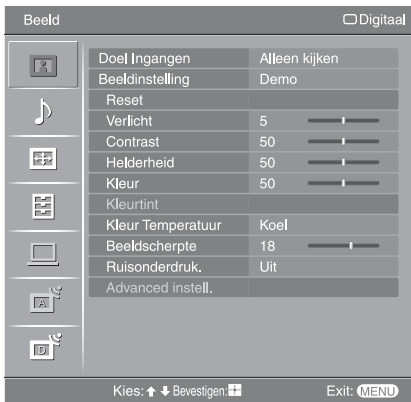 Beeld Digitaal
Doel Ingangen Alleen kijken
Beeldinstelling Demo
Reset
Verlicht 5
Contrast 50
Helderheid 50
Kleur 50
Kleurtint
Kleur Temperatuur Koel
Beeldscherpte 18
Ruisonderdruk. Uit
Advanced instell.
A
D
Kies: Bevestigen: Exit: MENU